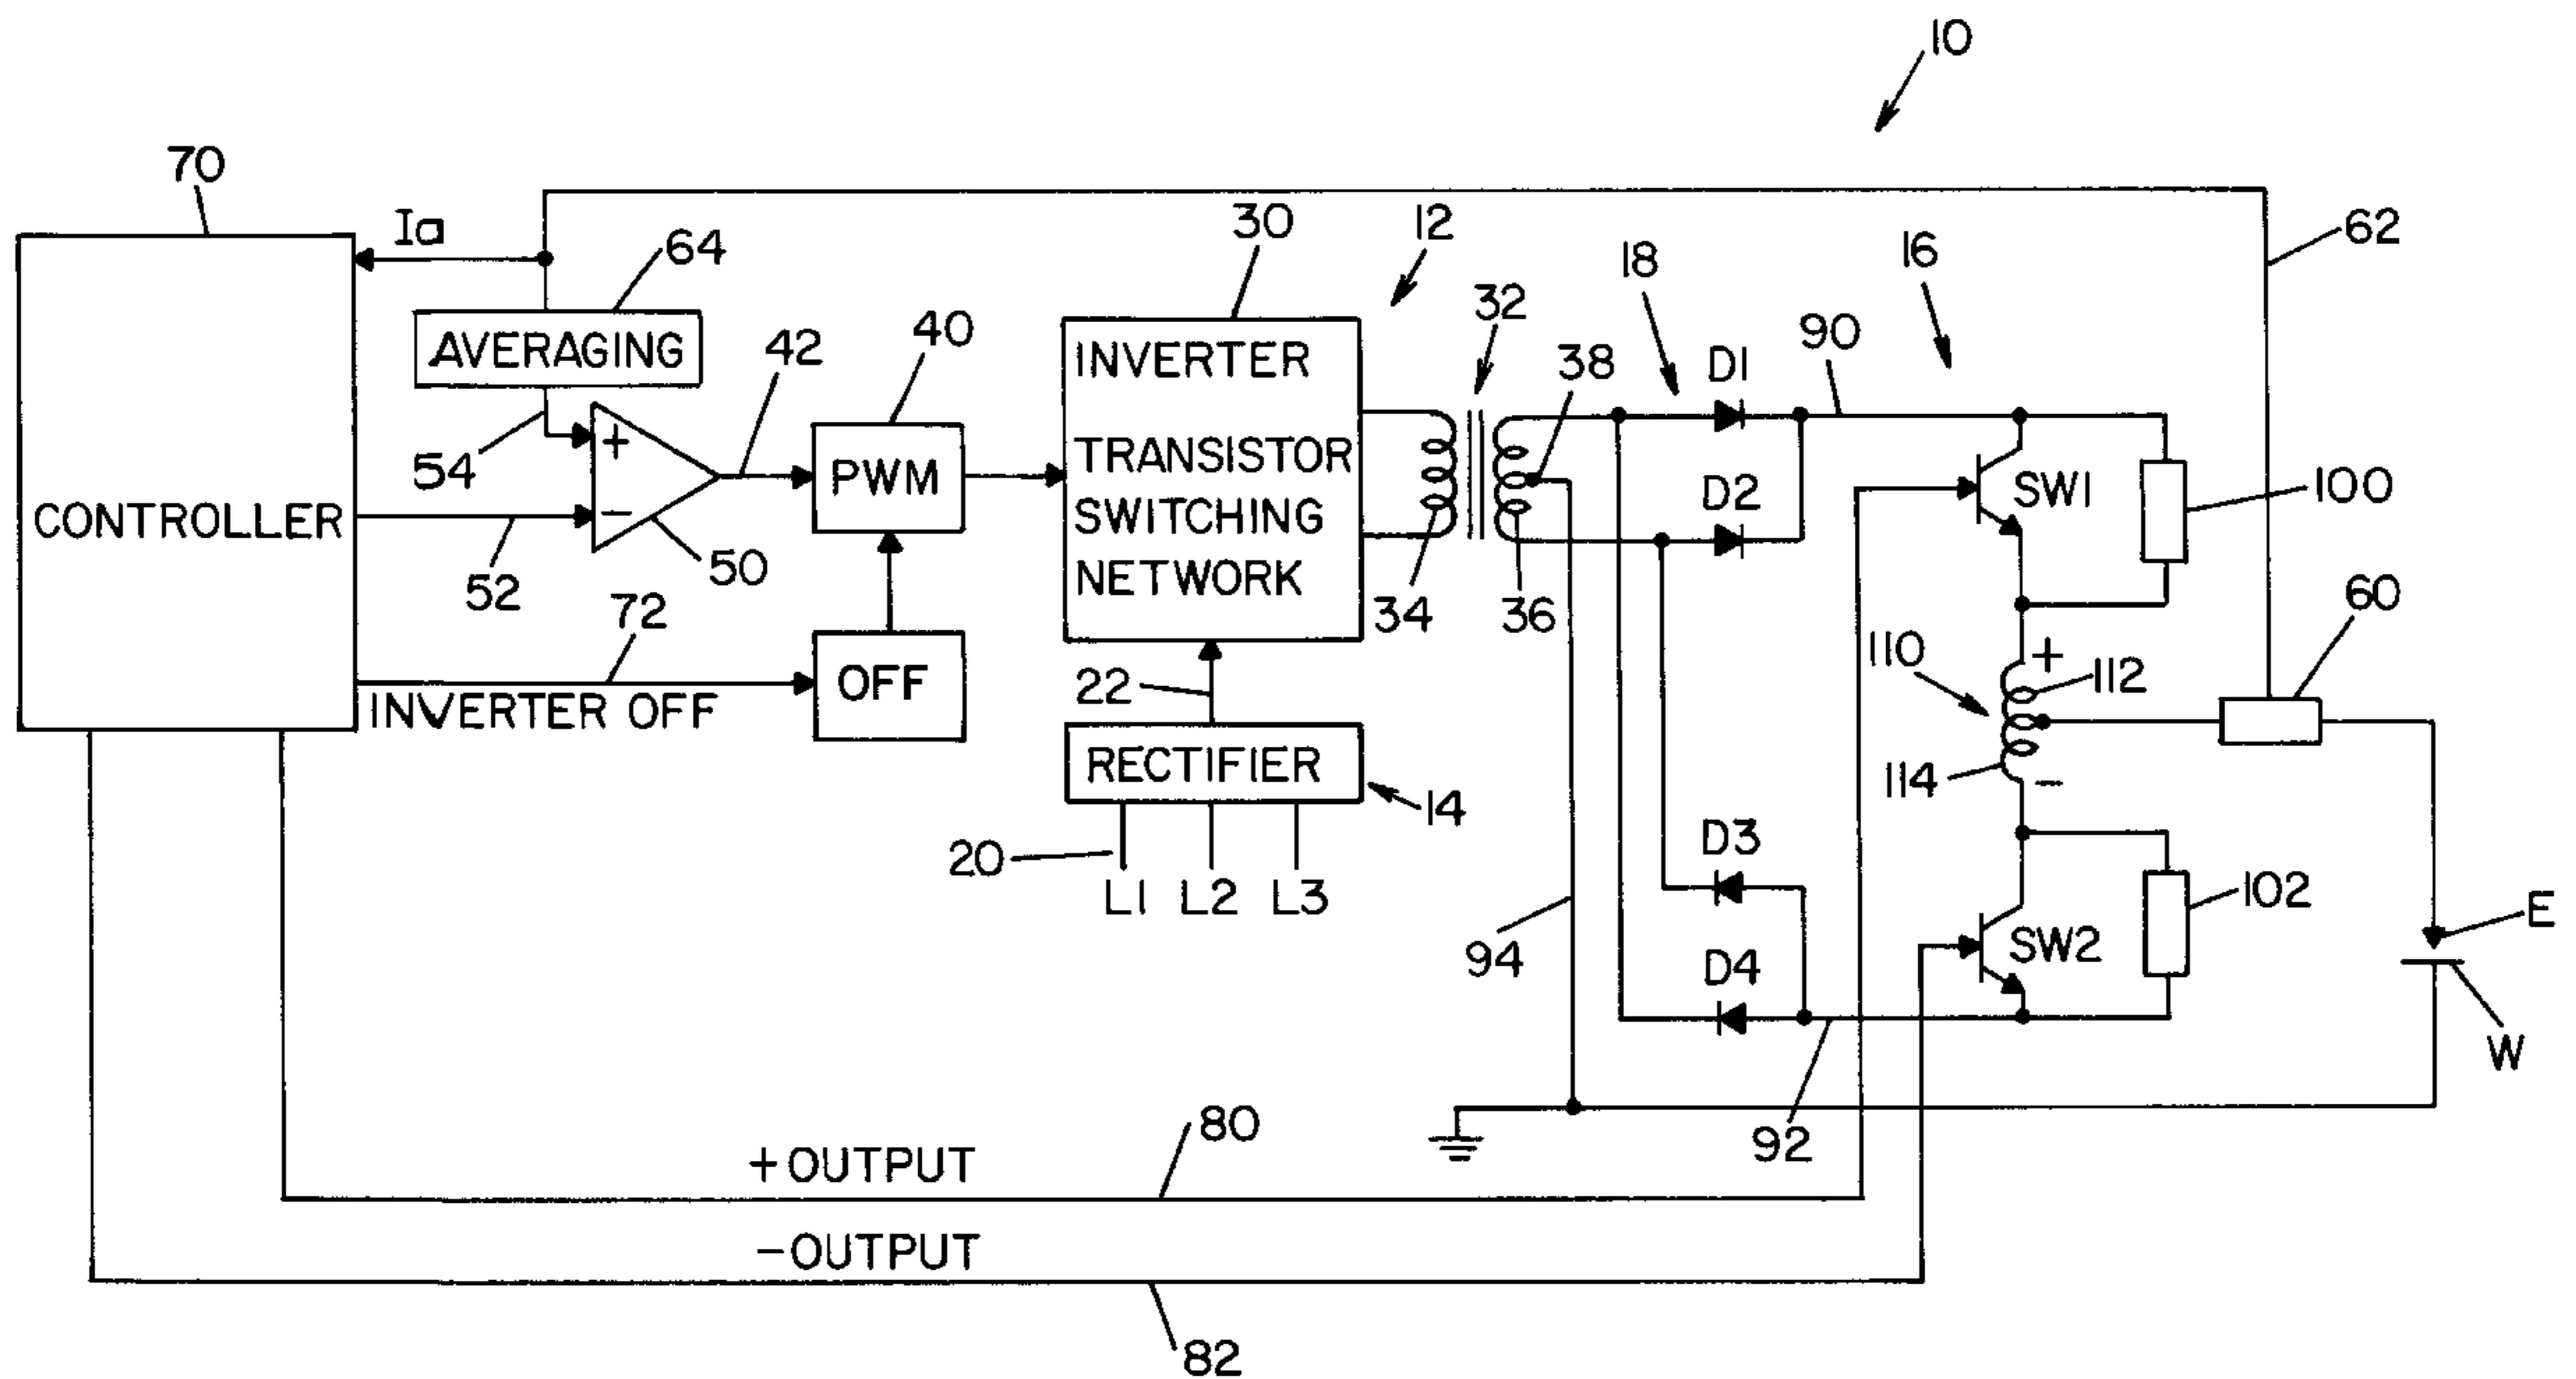 10
70
Ia
64
30
12
62
18
16
32
AVERAGING
42
40
38
D1
90
INVERTER
TRANSISTOR
SWITCHING
NETWORK
54
+
PWM
D2
SW1
100
CONTROLLER
−
52
50
34
36
60
72
110
+
112
INVERTER OFF
OFF
22
RECTIFIER
14
114
−
20
L1 L2 L3
D3
102
E
94
D4
SW2
W
92
80
+OUTPUT
−OUTPUT
82